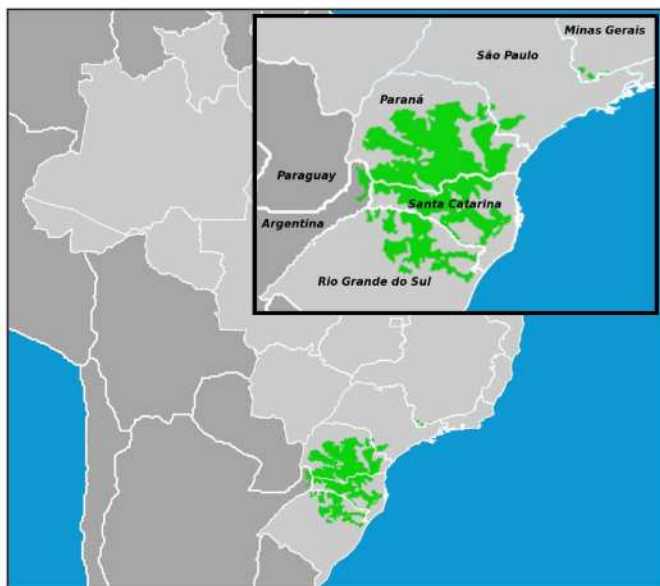 Minas Gerais
São Paulo
Paraná
Paraguay
Santa Catarina
Argentina
Rio Grande do Sul